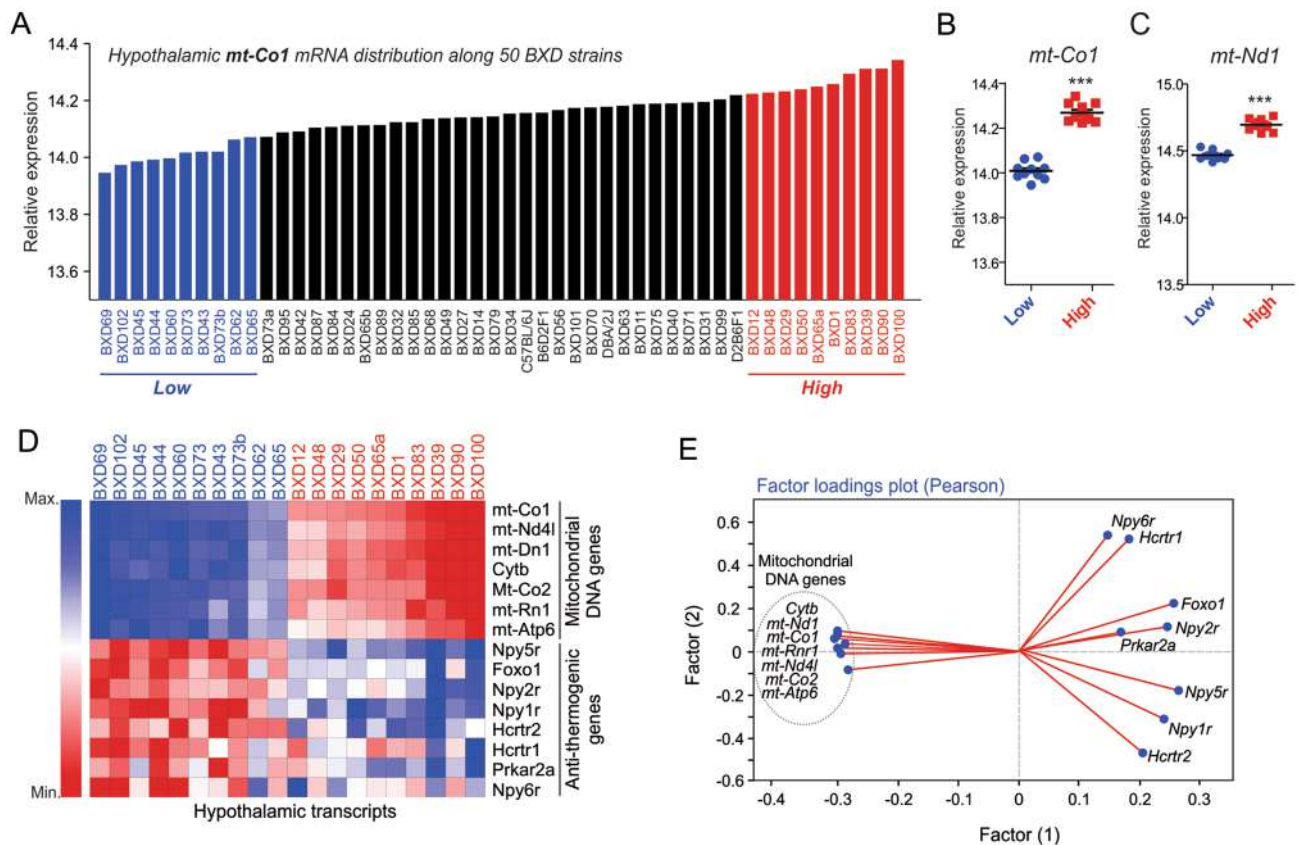 A
Hypothalamic mt-Co1 mRNA distribution along 50 BXD strains
Relative expression
14.4
14.2
14.0
13.8
13.6
BXD69
BXD102
BXD45
BXD44
BXD60
BXD73
BXD43
BXD73b
BXD62
BXD65
BXD73a
BXD95
BXD42
BXD87
BXD84
BXD24
BXD65b
BXD89
BXD32
BXD85
BXD68
BXD49
BXD27
BXD14
BXD79
BXD34
C57BL/6J
B6D2F1
BXD56
BXD101
BXD70
DBA/2J
BXD63
BXD11
BXD75
BXD40
BXD71
BXD31
BXD99
D2B6F1
BXD12
BXD48
BXD29
BXD50
BXD65a
BXD1
BXD83
BXD39
BXD90
BXD100
Low
High
B
mt-Co1
Relative expression
14.4
14.2
14.0
13.8
13.6
***
Low
High
C
mt-Nd1
Relative expression
15.0
14.5
14.0
13.5
***
Low
High
D
BXD69
BXD102
BXD45
BXD44
BXD60
BXD73
BXD43
BXD73b
BXD62
BXD65
BXD12
BXD48
BXD29
BXD50
BXD65a
BXD1
BXD83
BXD39
BXD90
BXD100
Max.
Min.
mt-Co1
mt-Nd4l
mt-Dn1
Cytb
Mt-Co2
mt-Rn1
mt-Atp6
Npy5r
Foxo1
Npy2r
Npy1r
Hcrtr2
Hcrtr1
Prkar2a
Npy6r
Mitochondrial
DNA genes
Anti-thermogenic
genes
Hypothalamic transcripts
E
Factor loadings plot (Pearson)
Factor (2)
0.6
0.4
0.2
0
-0.2
-0.4
-0.6
Mitochondrial
DNA genes
Cytb
mt-Nd1
mt-Co1
mt-Rnr1
mt-Nd4l
mt-Co2
mt-Atp6
Npy6r
Hcrtr1
Foxo1
Npy2r
Prkar2a
Npy5r
Npy1r
Hcrtr2
-0.4
-0.3
-0.2
-0.1
0
0.1
0.2
0.3
Factor (1)